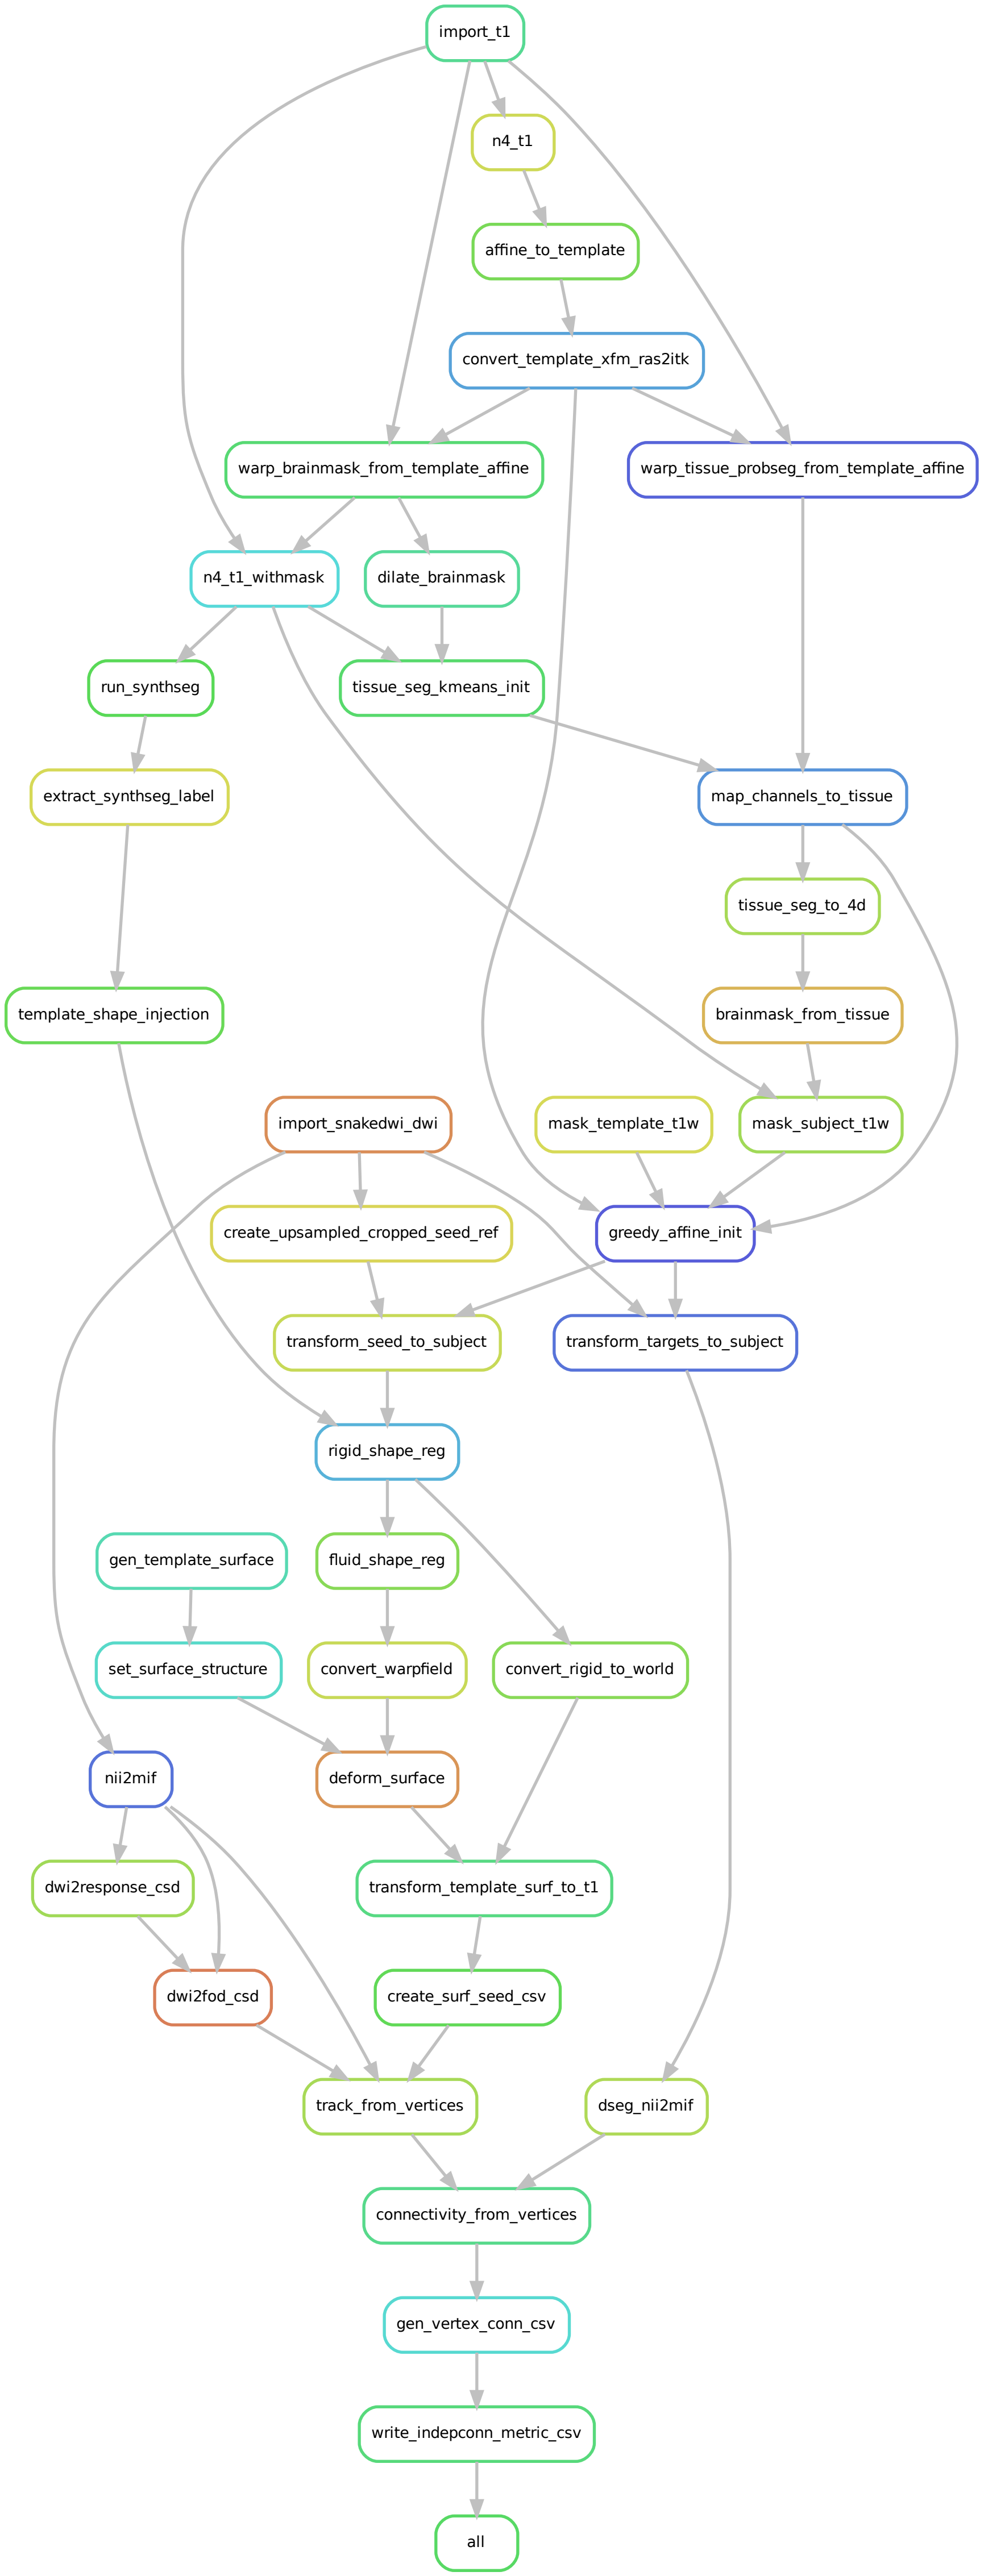 import_t1
n4_t1
affine_to_template
convert_template_xfm_ras2itk
warp_brainmask_from_template_affine
warp_tissue_probseg_from_template_affine
n4_t1_withmask
dilate_brainmask
run_synthseg
tissue_seg_kmeans_init
extract_synthseg_label
map_channels_to_tissue
tissue_seg_to_4d
template_shape_injection
brainmask_from_tissue
import_snakedwi_dwi
mask_template_t1w
mask_subject_t1w
create_upsampled_cropped_seed_ref
greedy_affine_init
transform_seed_to_subject
transform_targets_to_subject
rigid_shape_reg
gen_template_surface
fluid_shape_reg
set_surface_structure
convert_warpfield
convert_rigid_to_world
nii2mif
deform_surface
dwi2response_csd
transform_template_surf_to_t1
dwi2fod_csd
create_surf_seed_csv
track_from_vertices
dseg_nii2mif
connectivity_from_vertices
gen_vertex_conn_csv
write_indepconn_metric_csv
all